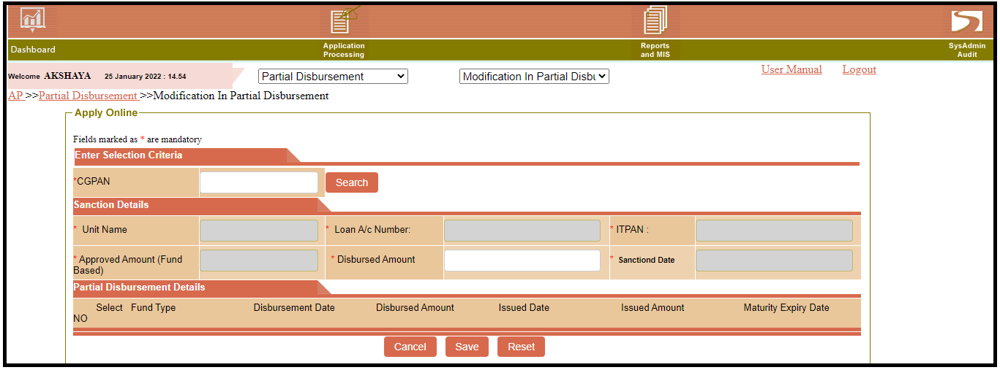 Dashboard
Application
Processing
Reports
and MIS
SysAdmin
Audit
Welcome AKSHAYA 25 January 2022 : 14.54
Partial Disbursement
Modification In Partial Disbu
User Manual Logout
AP >>Partial Disbursement >>Modification In Partial Disbursement
Apply Online
Fields marked as * are mandatory
Enter Selection Criteria
*CGPAN Search
Sanction Details
* Unit Name * Loan A/c Number: * ITPAN :
* Approved Amount (Fund
Based) * Disbursed Amount * Sanctiond Date
Partial Disbursement Details
Select Fund Type Disbursement Date Disbursed Amount Issued Date Issued Amount Maturity Expiry Date
NO
Cancel Save Reset